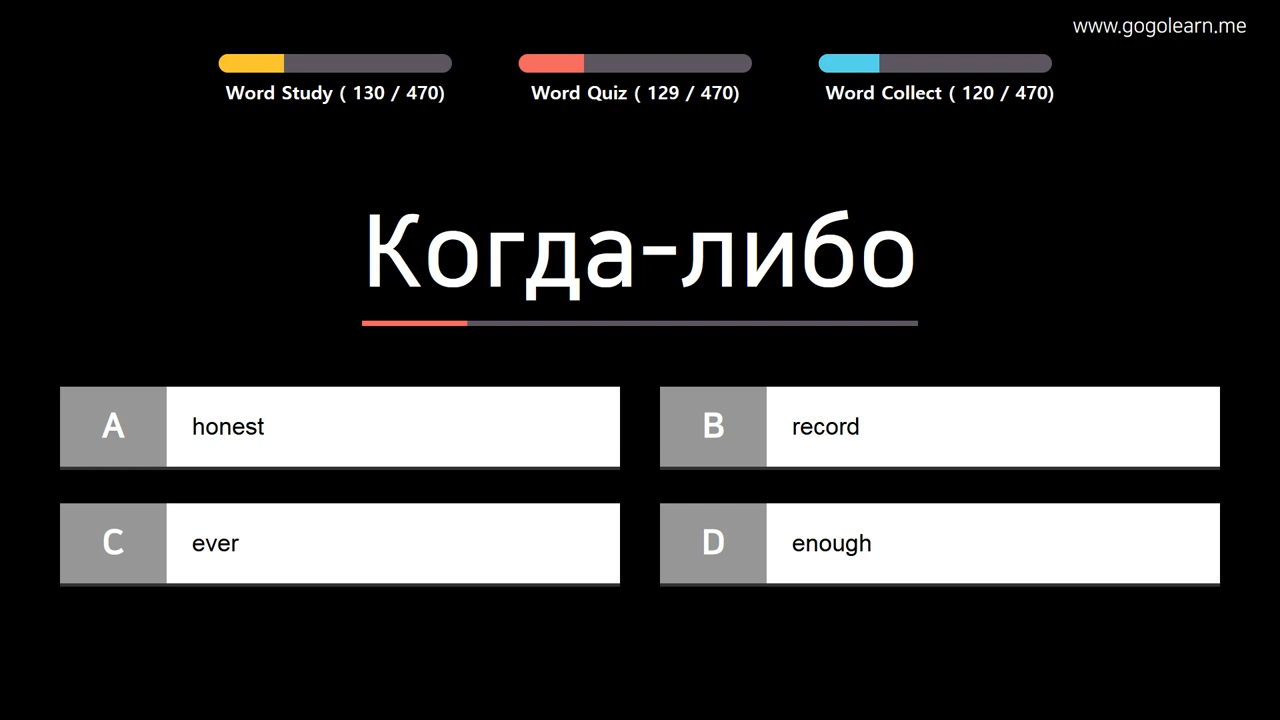 www.gogolearn.me
Word Study ( 130 / 470)
Word Quiz ( 129 / 470)
Word Collect ( 120 / 470)
Когда-либо
A honest
B record
C ever
D enough